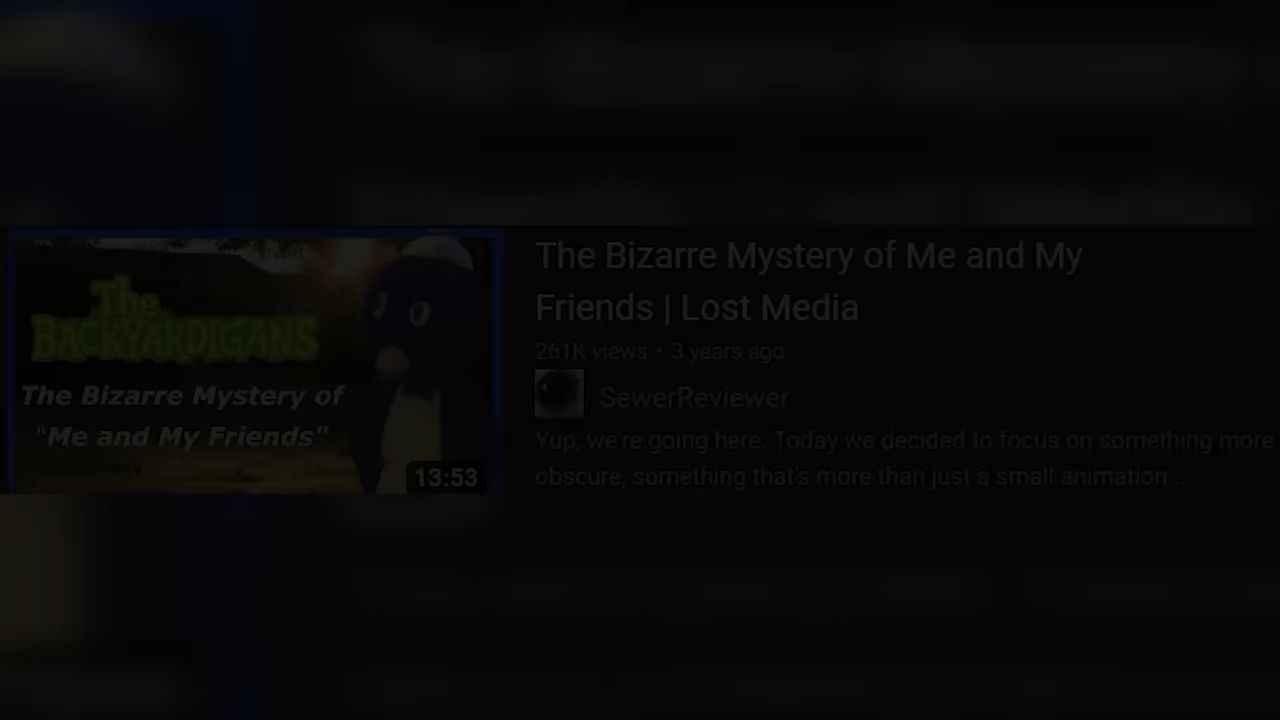 The
BACKYARDIGANS
The Bizarre Mystery of
"Me and My Friends"
13:53
The Bizarre Mystery of Me and My
Friends | Lost Media
261K views • 3 years ago
SewerReviewer
Yup, we're going here. Today we decided to focus on something more
obscure, something that's more than just a small animation ..